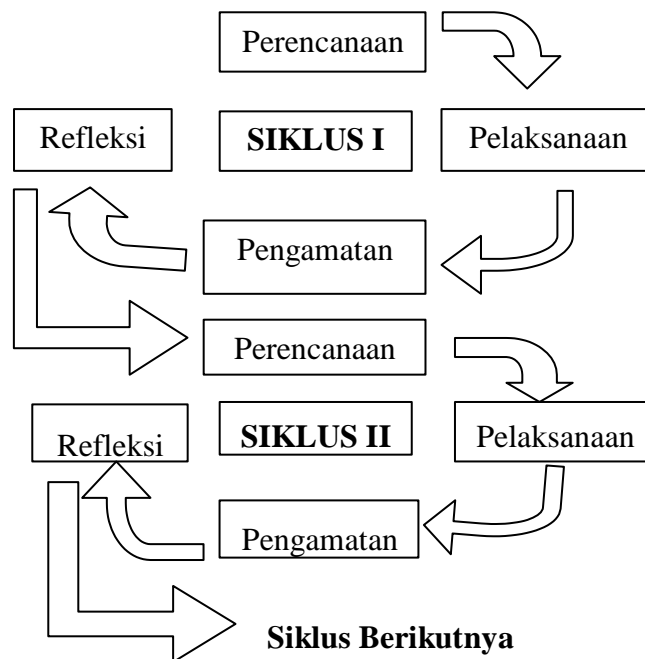 Perencanaan
Refleksi
SIKLUS I
Pelaksanaan
Pengamatan
Perencanaan
Refleksi
SIKLUS II
Pelaksanaan
Pengamatan
Siklus Berikutnya